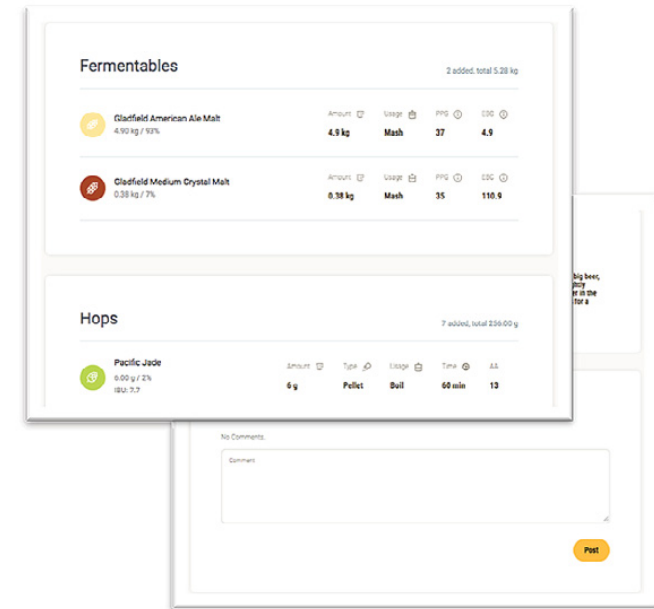 Fermentables
2 added, total 5.28 kg
Gladfield American Ale Malt
4.90 kg / 93%
Amount Usage PPG EBC
4.9 kg Mash 37 4.9
Gladfield Medium Crystal Malt
0.38 kg / 7%
Amount Usage PPG EBC
0.38 kg Mash 35 110.9
Hops
7 added, total 236.00 g
Pacific Jade
6.00 g / 2%
IBU: 7.7
Amount Type Usage Time AA
6 g Pellet Boil 60 min 13
big beer,
er in the
for a
No Comments.
Comment
Post